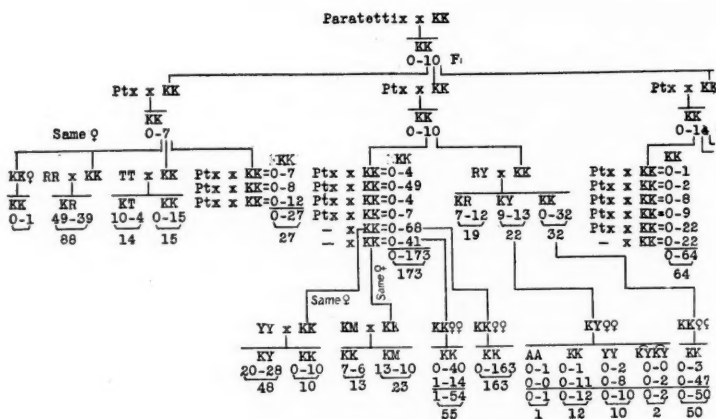 Paratettix x KK
KK
0-10 F₁
Ptx x KK Ptx x KK Ptx x KK
KK KK KK
0-7 0-10
Same ♀
KK KK KK
KK♀ RR x KK TT x KK Ptx x KK=0-7 Ptx x KK=0-4 RY x KK Ptx x KK=0-1
Ptx x KK=0-8 Ptx x KK=0-49 Ptx x KK=0-2
KK KR KT KK Ptx x KK=0-12 Ptx x KK=0-4 KR KY KK Ptx x KK=0-8
0-1 49-39 10-4 0-15 0-27 Ptx x KK=0-7 7-12 9-13 0-32 Ptx x KK=0-9
88 14 15 27 — x KK=0-68 19 22 32 Ptx x KK=0-22
— x KK=0-41 — x KK=0-22
0-173 0-64
173 64
Same♀ Same♀
YY x KK KM x KK KK♀♀ KK♀♀ KY♀♀ KK♀♀
KY KK KK KM KK KK AA KK YY KYKY KK
20-28 0-10 7-6 13-10 0-40 0-163 0-1 0-1 0-2 0-0 0-3
48 10 13 23 1-14 163 0-0 0-11 0-8 0-2 0-47
1-54 0-1 0-12 0-10 0-2 0-50
55 1 12 10 2 50